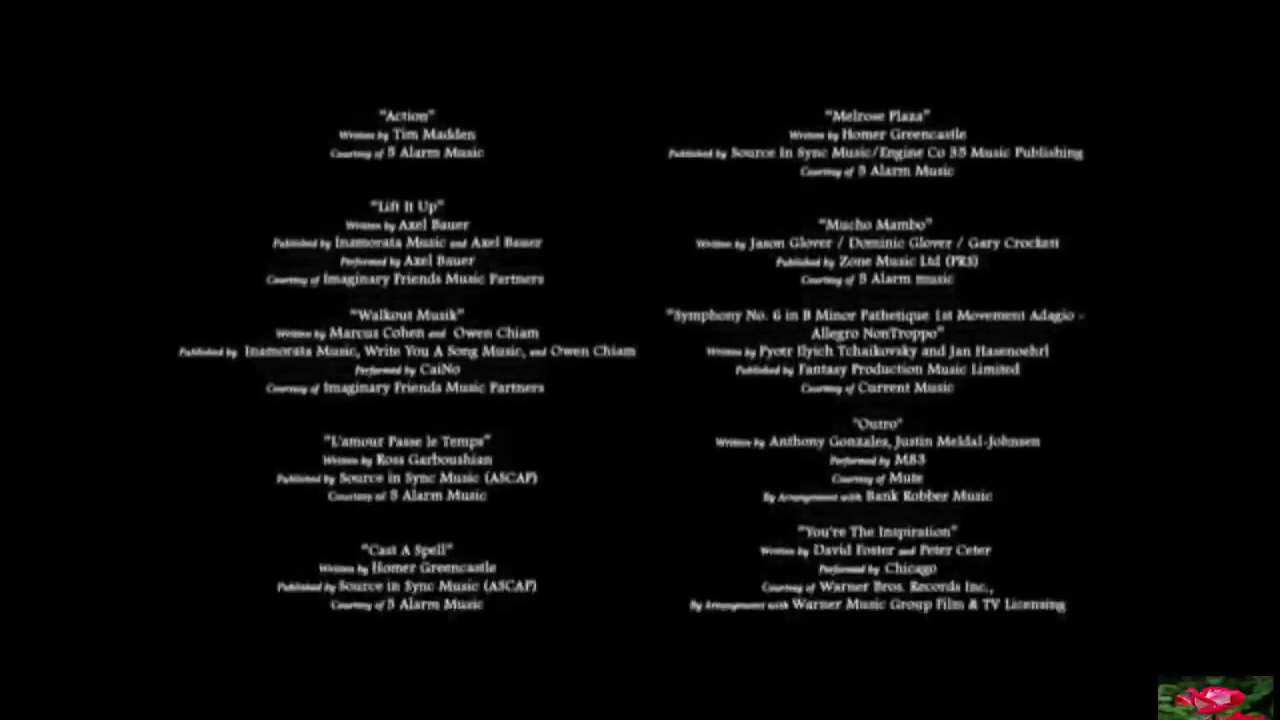 "Action"
Written by Tim Madden
Courtesy of 5 Alarm Music
"Lift It Up"
Written by Axel Bauer
Published by Inamorata Music and Axel Bauer
Performed by Axel Bauer
Courtesy of Imaginary Friends Music Partners
"Walkout Musik"
Written by Marcus Cohen and Owen Chiam
Published by Inamorata Music, Write You A Song Music, and Owen Chiam
Performed by CaiNo
Courtesy of Imaginary Friends Music Partners
"L'amour Passe le Temps"
Written by Ross Garboushian
Published by Source in Sync Music (ASCAP)
Courtesy of 5 Alarm Music
"Cast A Spell"
Written by Homer Greencastle
Published by Source in Sync Music (ASCAP)
Courtesy of 5 Alarm Music
"Melrose Plaza"
Written by Homer Greencastle
Published by Source In Sync Music/Engine Co 35 Music Publishing
Courtesy of 5 Alarm Music
"Mucho Mambo"
Written by Jason Glover / Dominic Glover / Gary Crockett
Published by Zone Music Ltd (PRS)
Courtesy of 5 Alarm music
"Symphony No. 6 in B Minor Pathetique 1st Movement Adagio -
Allegro NonTroppo"
Written by Pyotr Ilyich Tchaikovsky and Jan Hasenoehrl
Published by Fantasy Production Music Limited
Courtesy of Current Music
"Outro"
Written by Anthony Gonzales, Justin Meldal-Johnsen
Performed by M83
Courtesy of Mute
By Arrangement with Bank Robber Music
"You're The Inspiration"
Written by David Foster and Peter Ceter
Performed by Chicago
Courtesy of Warner Bros. Records Inc.,
By Arrangement with Warner Music Group Film & TV Licensing